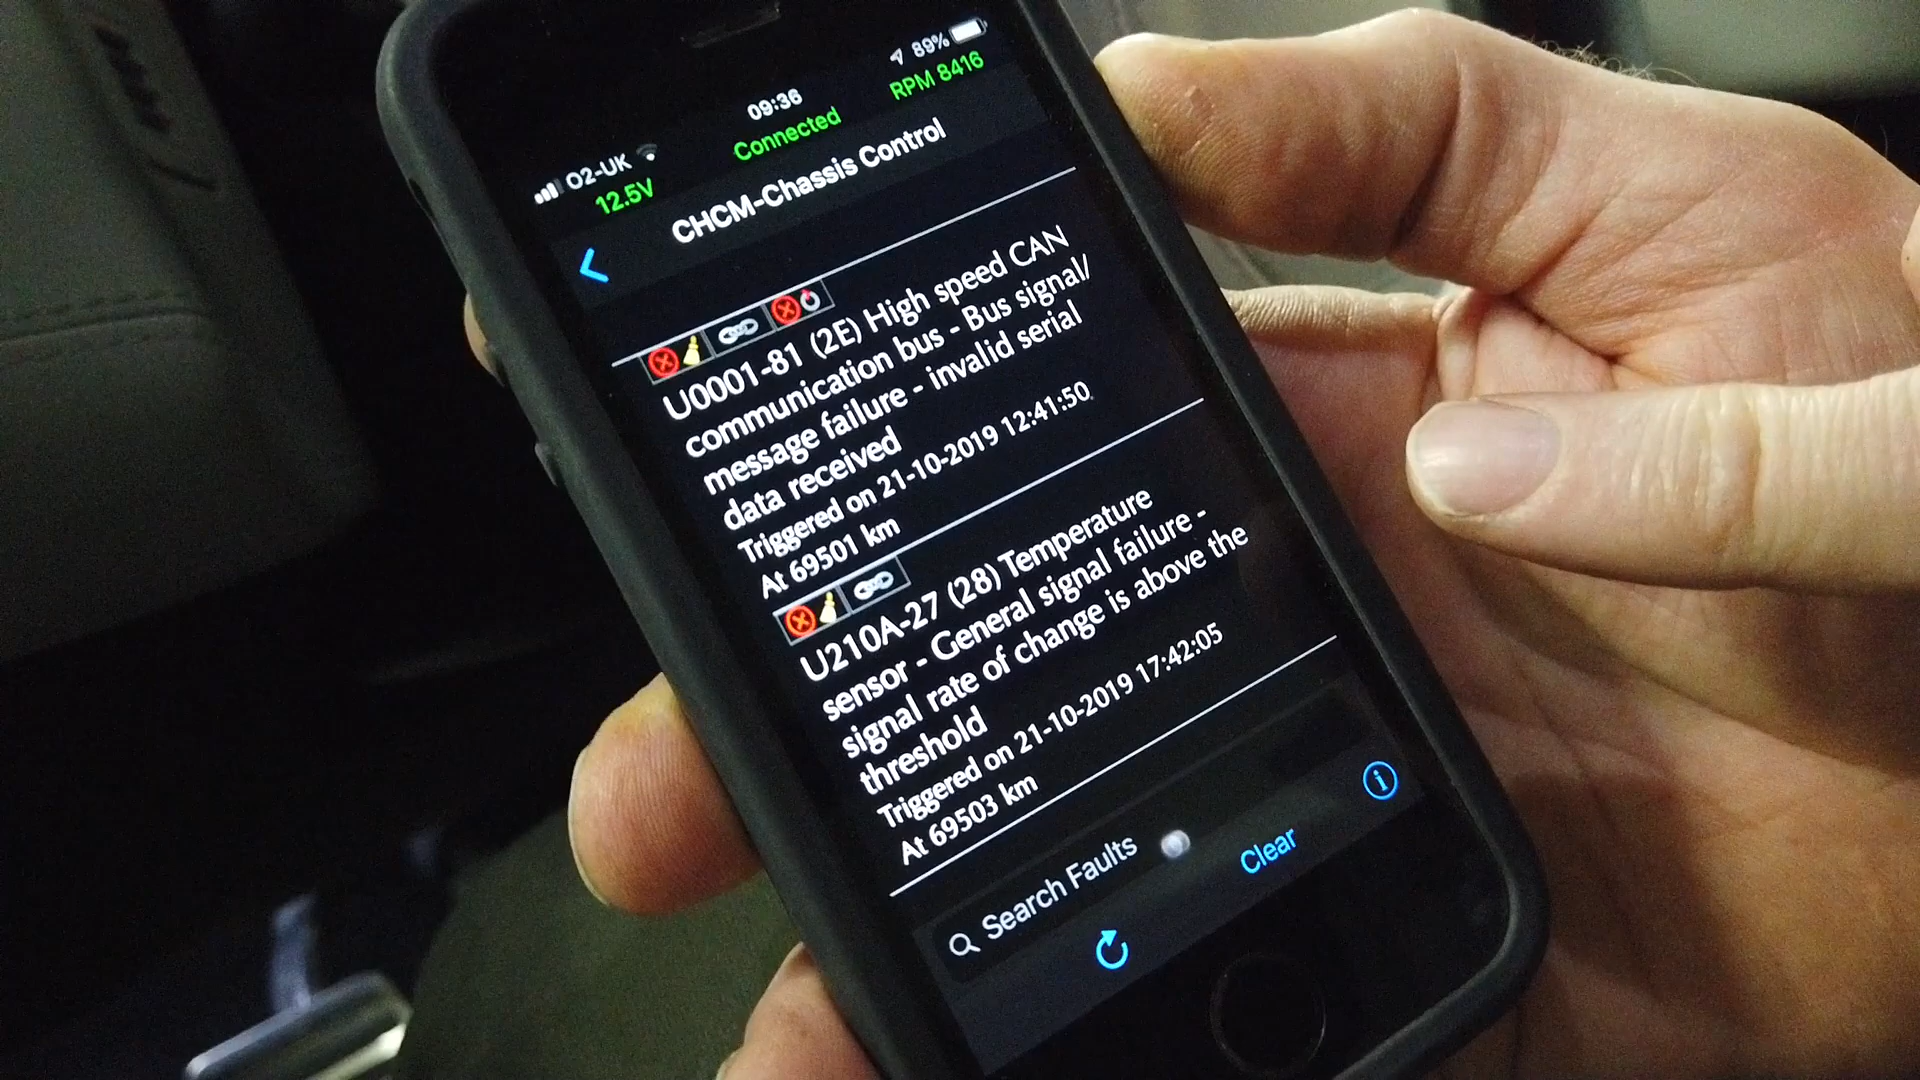 O2-UK
09:36
89%
12.5V
Connected
RPM 8416
CHCM-Chassis Control
U0001-81 (2E) High speed CAN
communication bus - Bus signal/
message failure - invalid serial
data received
Triggered on 21-10-2019 12:41:50
At 69501 km
U210A-27 (28) Temperature
sensor - General signal failure -
signal rate of change is above the
threshold
Triggered on 21-10-2019 17:42:05
At 69503 km
Search Faults
Clear